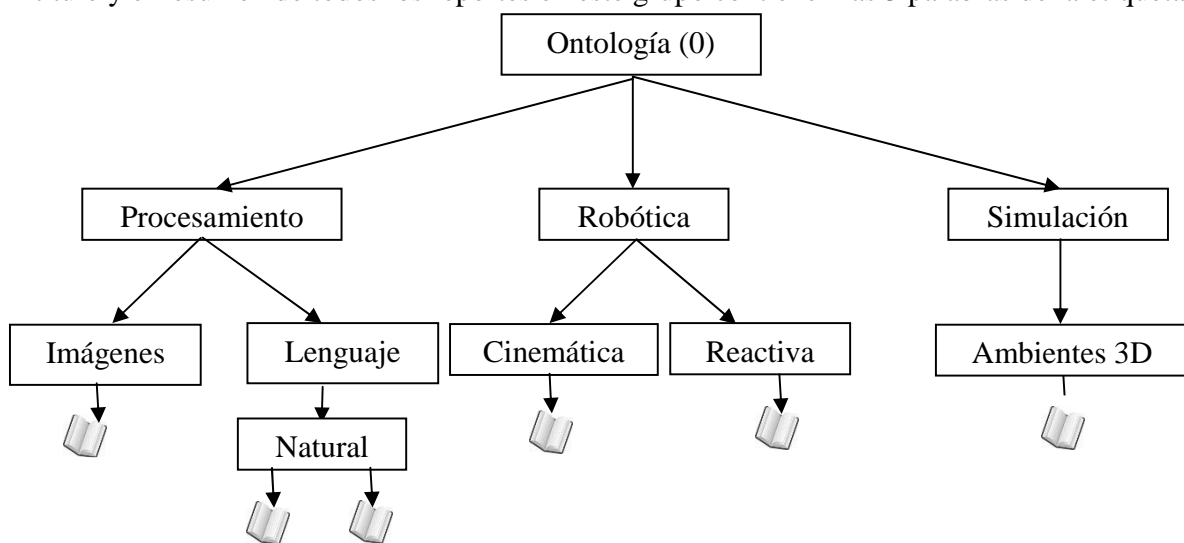 Ontología (0)
Procesamiento
Robótica
Simulación
Imágenes
Lenguaje
Cinemática
Reactiva
Ambientes 3D
Natural